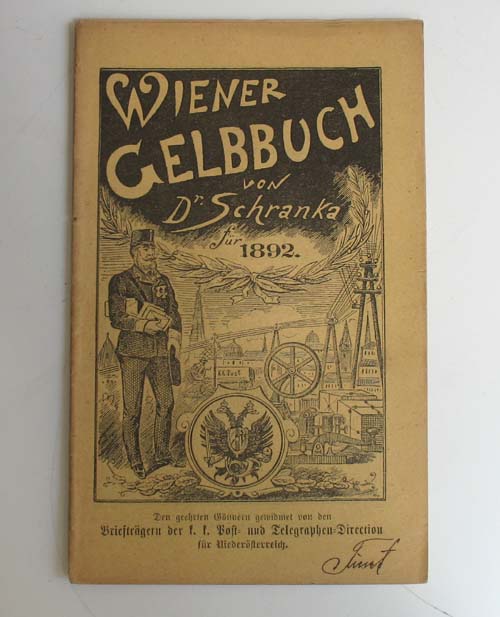 WIENER
GELBBUCH
VON
Dr. Schranka
für
1892.
K.K. Post
Den geehrten Gönnern gewidmet von den
Briefträgern der k. k. Post- und Telegraphen-Direction
für Niederösterreich.